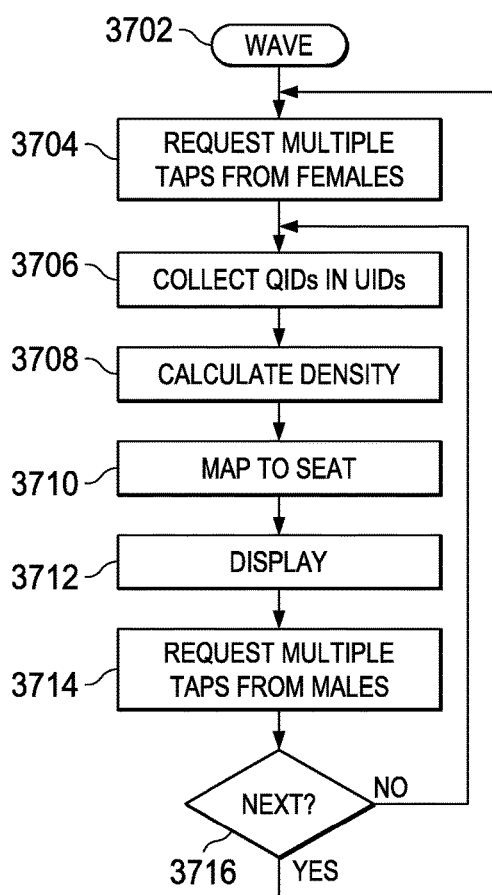 3702
WAVE
3704
REQUEST MULTIPLE
TAPS FROM FEMALES
3706
COLLECT QIDs IN UIDs
3708
CALCULATE DENSITY
3710
MAP TO SEAT
3712
DISPLAY
3714
REQUEST MULTIPLE
TAPS FROM MALES
NEXT?
NO
3716
YES